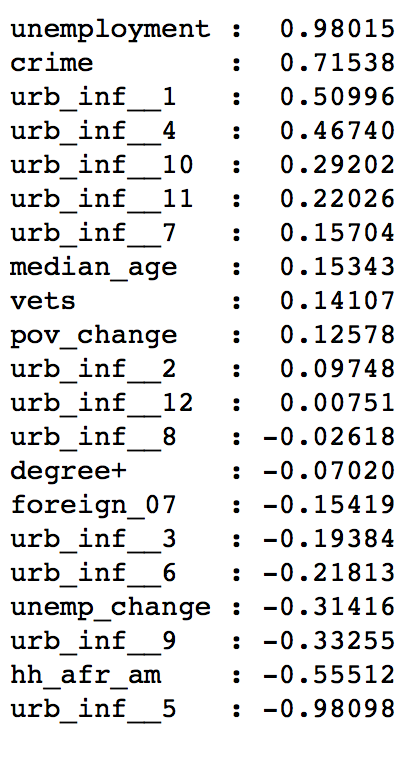 unemployment :  0.98015
crime        :  0.71538
urb_inf__1   :  0.50996
urb_inf__4   :  0.46740
urb_inf__10  :  0.29202
urb_inf__11  :  0.22026
urb_inf__7   :  0.15704
median_age   :  0.15343
vets         :  0.14107
pov_change   :  0.12578
urb_inf__2   :  0.09748
urb_inf__12  :  0.00751
urb_inf__8   : -0.02618
degree+      : -0.07020
foreign_07   : -0.15419
urb_inf__3   : -0.19384
urb_inf__6   : -0.21813
unemp_change : -0.31416
urb_inf__9   : -0.33255
hh_afr_am    : -0.55512
urb_inf__5   : -0.98098